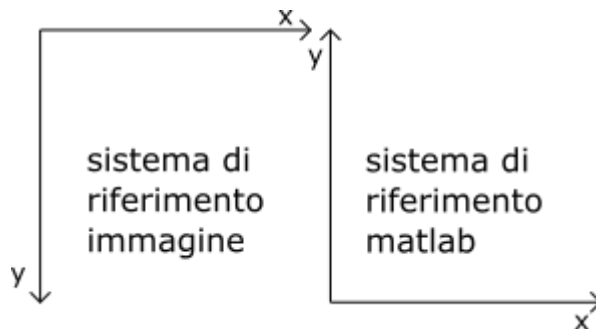 x
y
sistema di
riferimento
immagine
y
sistema di
riferimento
matlab
x